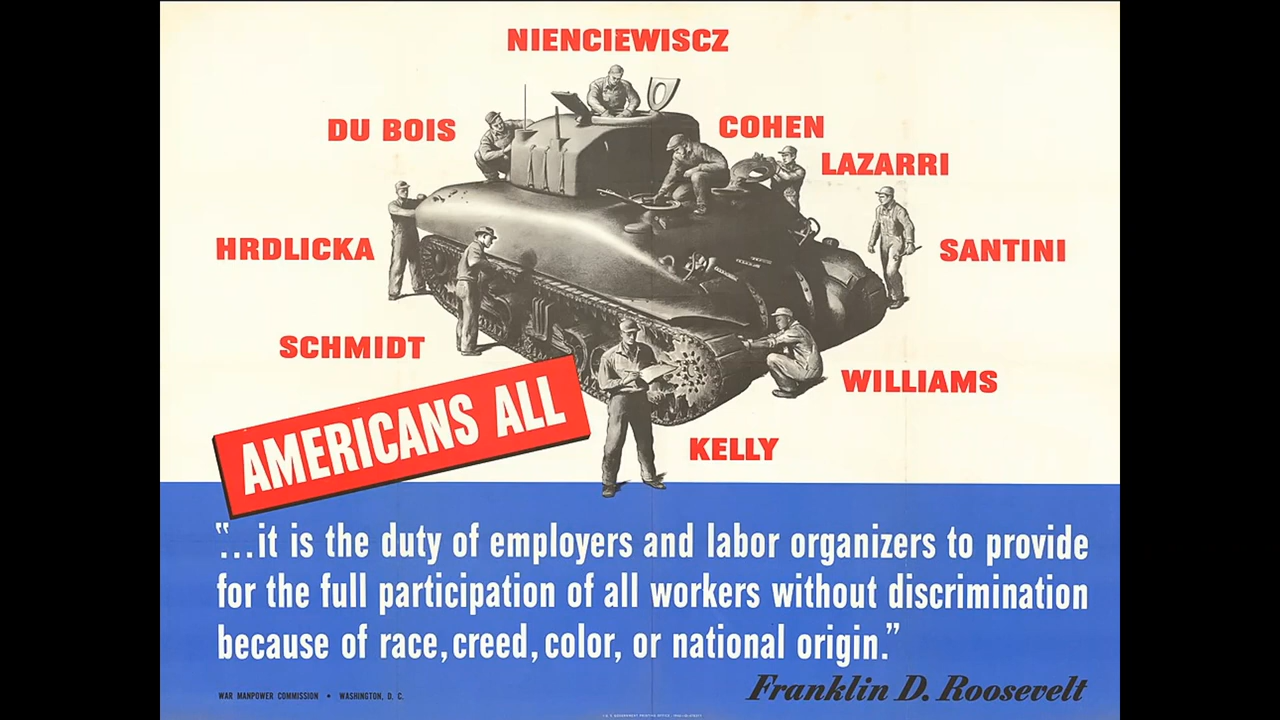 NIENCIEWISCZ
DU BOIS
COHEN
LAZARRI
HRDLICKA
SANTINI
SCHMIDT
WILLIAMS
AMERICANS ALL
KELLY
“...it is the duty of employers and labor organizers to provide
for the full participation of all workers without discrimination
because of race, creed, color, or national origin.”
Franklin D. Roosevelt
WAR MANPOWER COMMISSION • WASHINGTON, D. C.